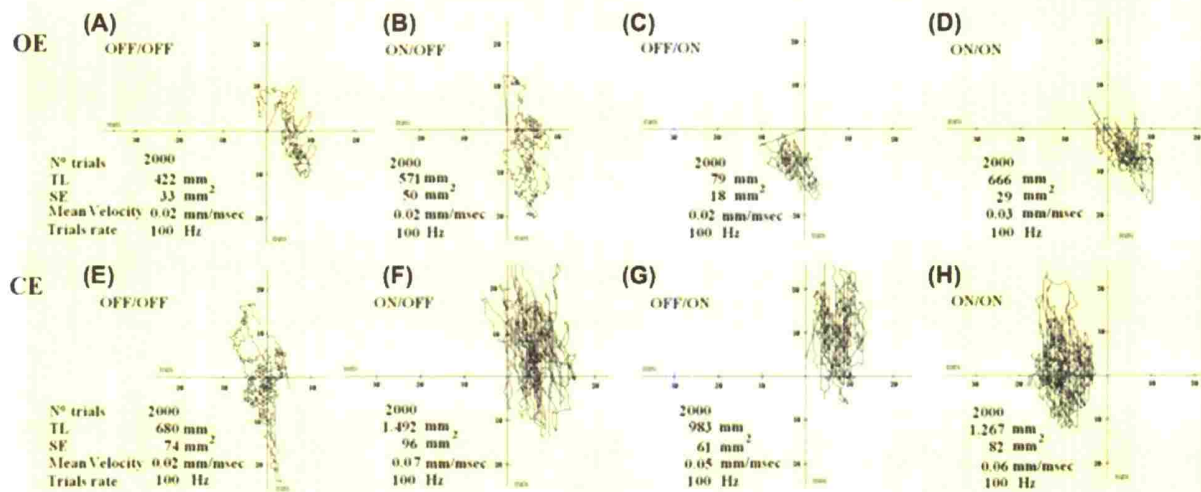 (A) (B) (C) (D)
OE OFF/OFF ON/OFF OFF/ON ON/ON
N° trials 2000 2000 2000 2000
TL 422 mm 571 mm 79 mm 666 mm
SE 33 mm² 50 mm² 18 mm² 29 mm²
Mean Velocity 0.02 mm/msec 0.02 mm/msec 0.02 mm/msec 0.03 mm/msec
Trials rate 100 Hz 100 Hz 100 Hz 100 Hz
(E) (F) (G) (H)
CE OFF/OFF ON/OFF OFF/ON ON/ON
N° trials 2000 2000 2000 2000
TL 680 mm 1.492 mm 983 mm 1.267 mm
SE 74 mm² 96 mm² 61 mm² 82 mm²
Mean Velocity 0.02 mm/msec 0.07 mm/msec 0.05 mm/msec 0.06 mm/msec
Trials rate 100 Hz 100 Hz 100 Hz 100 Hz